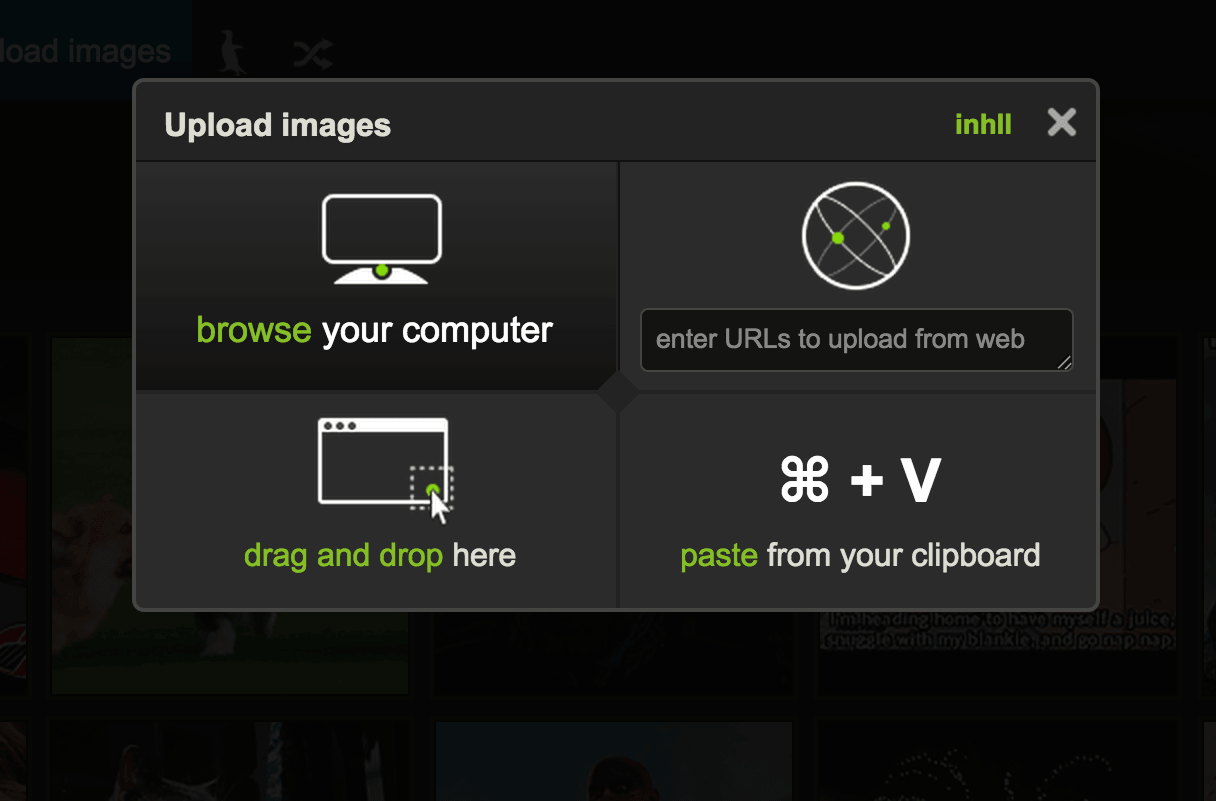 load images
Upload images
inhll
browse your computer
enter URLs to upload from web
drag and drop here
⌘ + V
paste from your clipboard
I'm heading home to have myself a juice,
snuggle with my blankie, and go nap nap